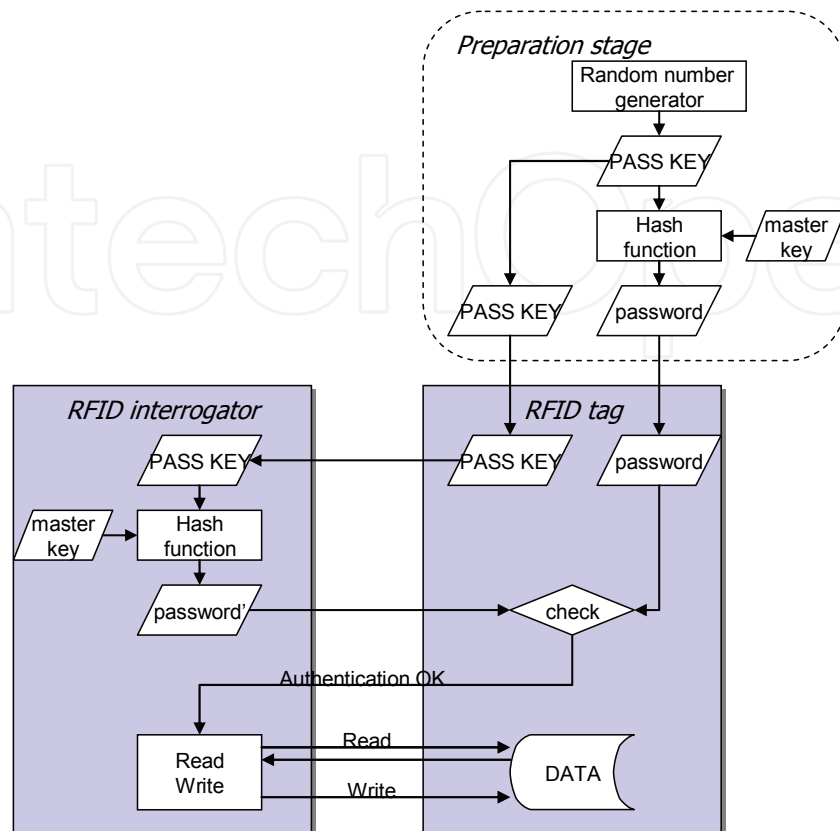 Preparation stage
Random number
generator
PASS KEY
Hash
function
master
key
PASS KEY
password
RFID interrogator
RFID tag
PASS KEY
PASS KEY
password
master
key
Hash
function
password'
check
Authentication OK
Read
Write
Read
Write
DATA
ntechOpe